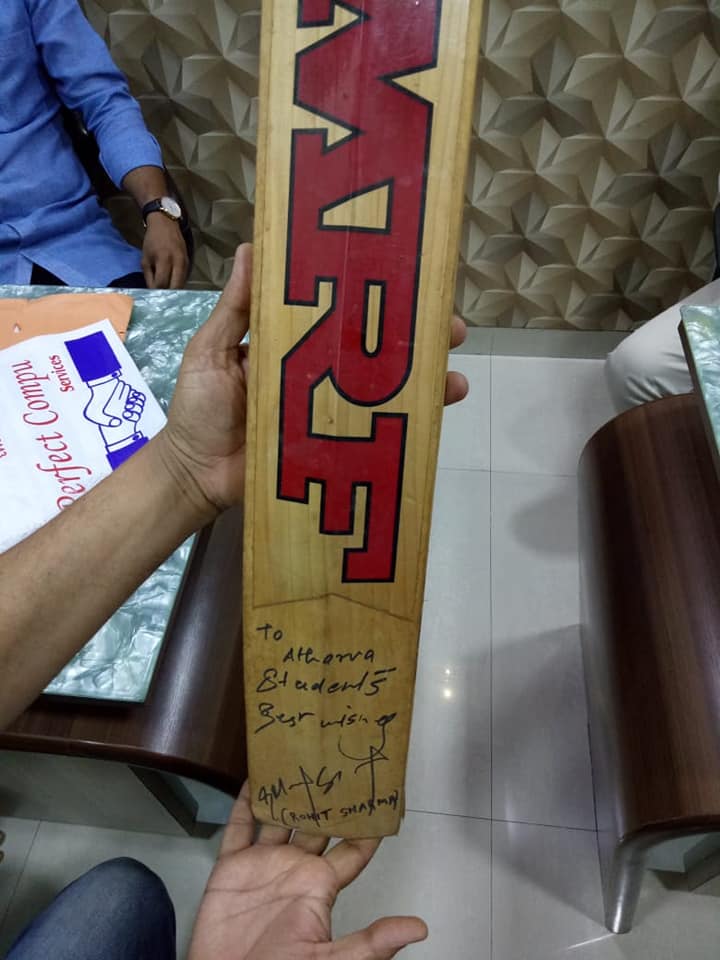 MRF
To
Atharva
Students
Best wishes
(ROHIT SHARMA)
Perfect Compu
Services